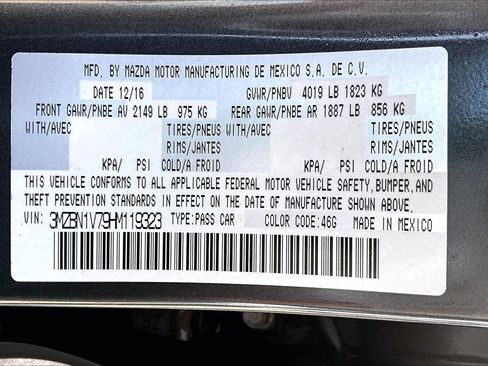 MFD. BY MAZDA MOTOR MANUFACTURING DE MEXICO S.A. DE C.V.
DATE 12/16 GVWR/PNBV 4019 LB 1823 KG
FRONT GAWR/PNBE AV 2149 LB 975 KG REAR GAWR/PNBE AR 1887 LB 856 KG
WITH/AVEC TIRES/PNEUS WITH/AVEC TIRES/PNEUS
RIMS/JANTES RIMS/JANTES
KPA/ PSI COLD/A FROID KPA/ PSI COLD/A FROID
THIS VEHICLE CONFORMS TO ALL APPLICABLE FEDERAL MOTOR VEHICLE SAFETY, BUMPER, AND
THEFT PREVENTION STANDARDS IN EFFECT ON THE DATE OF MANUFACTURE SHOWN ABOVE.
VIN: 3MZBN1V79HM119323 TYPE: PASS CAR COLOR CODE: 46G MADE IN MEXICO